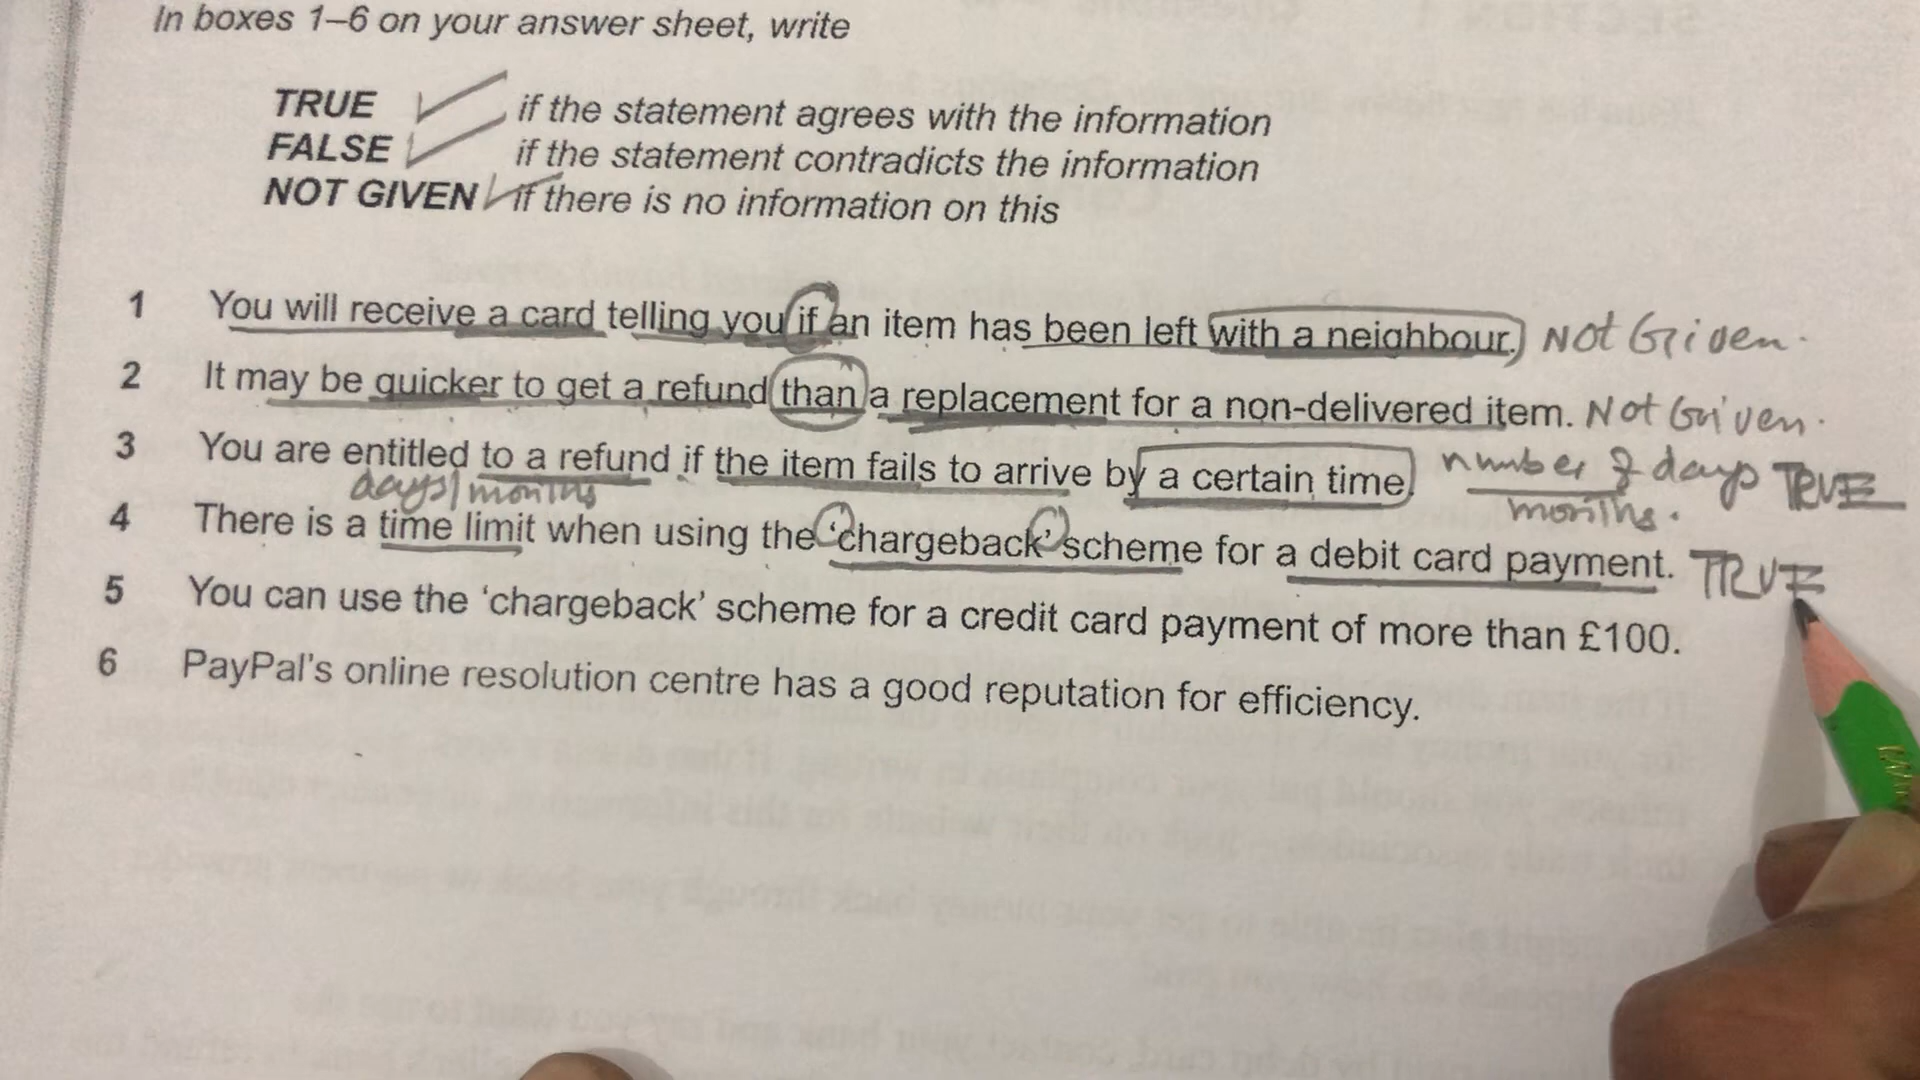 In boxes 1–6 on your answer sheet, write
TRUE if the statement agrees with the information
FALSE if the statement contradicts the information
NOT GIVEN if there is no information on this
1 You will receive a card telling you if an item has been left with a neighbour. Not Given.
2 It may be quicker to get a refund than a replacement for a non-delivered item. Not Given.
3 You are entitled to a refund if the item fails to arrive by a certain time. number of days TRUE
days/months months.
4 There is a time limit when using the ‘chargeback’ scheme for a debit card payment. TRUE
5 You can use the ‘chargeback’ scheme for a credit card payment of more than £100.
6 PayPal’s online resolution centre has a good reputation for efficiency.